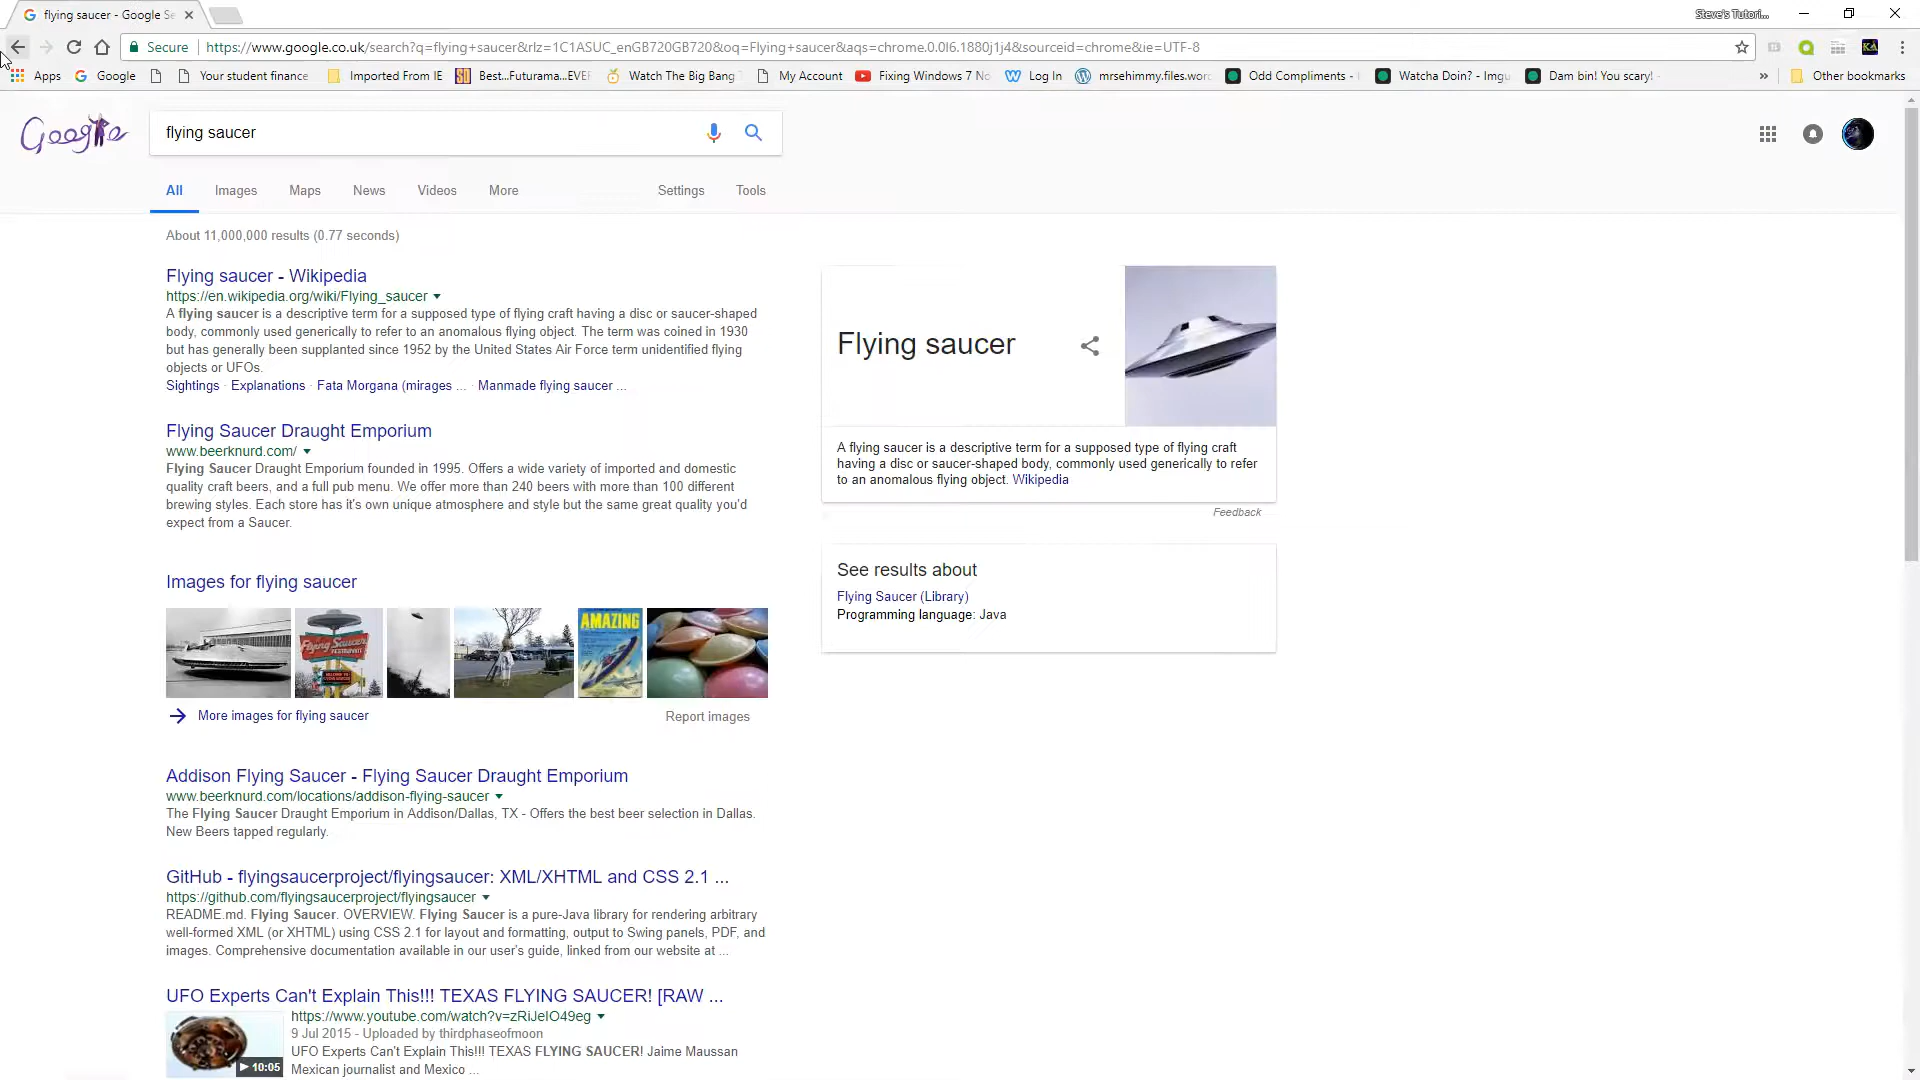 flying saucer - Google Se
Steve's Tutori...
Secure https://www.google.co.uk/search?q=flying+saucer&rlz=1C1ASUC_enGB720GB720&oq=Flying+saucer&aqs=chrome.0.0l6.1880j1j4&sourceid=chrome&ie=UTF-8
Apps Google Your student finance Imported From IE Best...Futurama...EVE Watch The Big Bang My Account Fixing Windows 7 No Log In mrsehimmy.files.wor Odd Compliments - Watcha Doin? - Imgu Dam bin! You scary! - » Other bookmarks
Google flying saucer
All Images Maps News Videos More Settings Tools
About 11,000,000 results (0.77 seconds)
Flying saucer - Wikipedia
https://en.wikipedia.org/wiki/Flying_saucer
A flying saucer is a descriptive term for a supposed type of flying craft having a disc or saucer-shaped
body, commonly used generically to refer to an anomalous flying object. The term was coined in 1930
but has generally been supplanted since 1952 by the United States Air Force term unidentified flying
objects or UFOs.
Sightings · Explanations · Fata Morgana (mirages ... · Manmade flying saucer ...
Flying Saucer Draught Emporium
www.beerknurd.com/
Flying Saucer Draught Emporium founded in 1995. Offers a wide variety of imported and domestic
quality craft beers, and a full pub menu. We offer more than 240 beers with more than 100 different
brewing styles. Each store has it's own unique atmosphere and style but the same great quality you'd
expect from a Saucer.
Images for flying saucer
Flying Saucer
RESTAURANT
AMAZING
More images for flying saucer
Report images
Addison Flying Saucer - Flying Saucer Draught Emporium
www.beerknurd.com/locations/addison-flying-saucer
The Flying Saucer Draught Emporium in Addison/Dallas, TX - Offers the best beer selection in Dallas.
New Beers tapped regularly.
GitHub - flyingsaucerproject/flyingsaucer: XML/XHTML and CSS 2.1 ...
https://github.com/flyingsaucerproject/flyingsaucer
README.md. Flying Saucer. OVERVIEW. Flying Saucer is a pure-Java library for rendering arbitrary
well-formed XML (or XHTML) using CSS 2.1 for layout and formatting, output to Swing panels, PDF, and
images. Comprehensive documentation available in our user's guide, linked from our website at ...
UFO Experts Can't Explain This!!! TEXAS FLYING SAUCER! [RAW ...
https://www.youtube.com/watch?v=zRiJeIO49eg
9 Jul 2015 - Uploaded by thirdphaseofmoon
UFO Experts Can't Explain This!!! TEXAS FLYING SAUCER! Jaime Maussan
Mexican journalist and Mexico ...
10:05
Flying saucer
A flying saucer is a descriptive term for a supposed type of flying craft
having a disc or saucer-shaped body, commonly used generically to refer
to an anomalous flying object. Wikipedia
Feedback
See results about
Flying Saucer (Library)
Programming language: Java